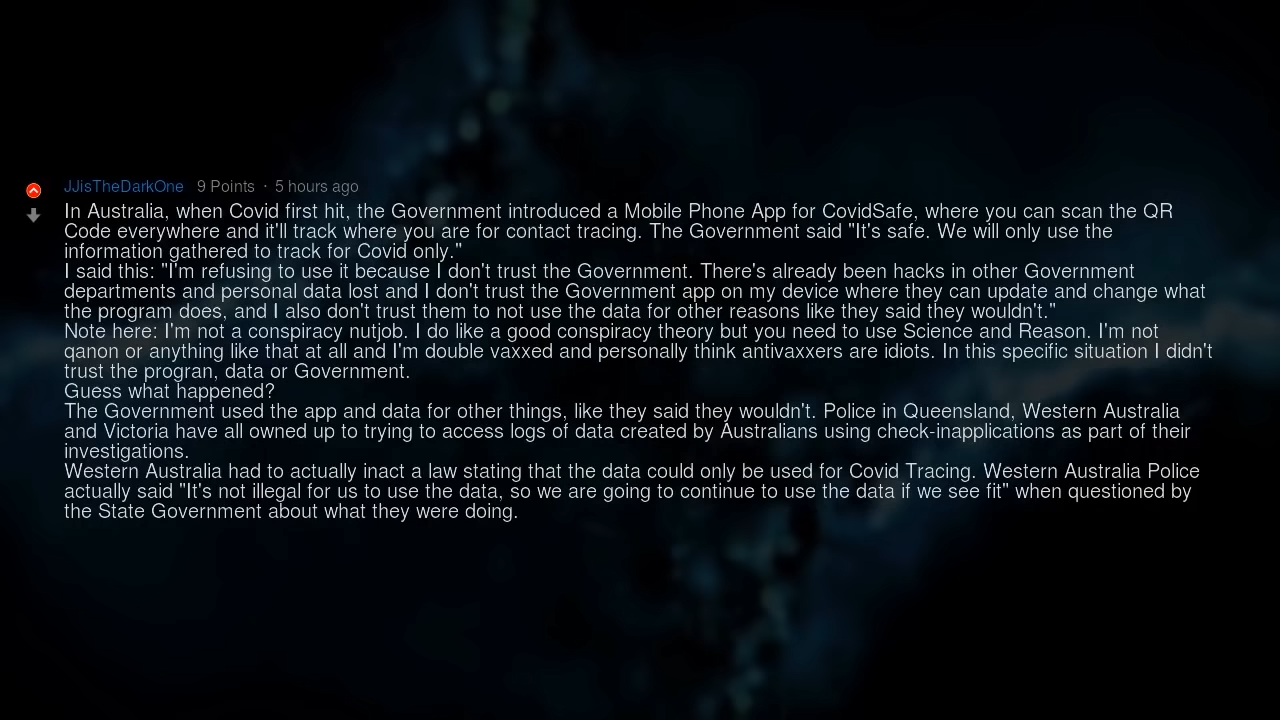 JJisTheDarkOne 9 Points · 5 hours ago
In Australia, when Covid first hit, the Government introduced a Mobile Phone App for CovidSafe, where you can scan the QR
Code everywhere and it'll track where you are for contact tracing. The Government said "It's safe. We will only use the
information gathered to track for Covid only."
I said this: "I'm refusing to use it because I don't trust the Government. There's already been hacks in other Government
departments and personal data lost and I don't trust the Government app on my device where they can update and change what
the program does, and I also don't trust them to not use the data for other reasons like they said they wouldn't."
Note here: I'm not a conspiracy nutjob. I do like a good conspiracy theory but you need to use Science and Reason. I'm not
qanon or anything like that at all and I'm double vaxxed and personally think antivaxxers are idiots. In this specific situation I didn't
trust the progran, data or Government.
Guess what happened?
The Government used the app and data for other things, like they said they wouldn't. Police in Queensland, Western Australia
and Victoria have all owned up to trying to access logs of data created by Australians using check-inapplications as part of their
investigations.
Western Australia had to actually inact a law stating that the data could only be used for Covid Tracing. Western Australia Police
actually said "It's not illegal for us to use the data, so we are going to continue to use the data if we see fit" when questioned by
the State Government about what they were doing.